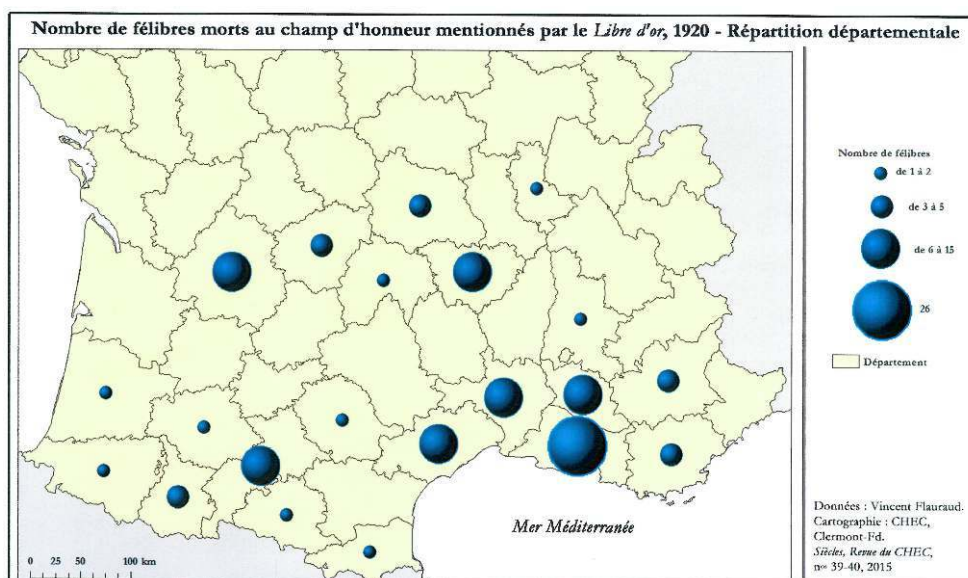 Nombre de félibres morts au champ d'honneur mentionnés par le Libre d'or, 1920 - Répartition départementale
Nombre de félibres
de 1 à 2
de 3 à 5
de 6 à 15
26
Département
Mer Méditerranée
0 25 50 100 km
Données : Vincent Flauraud.
Cartographie : CHEC,
Clermont-Fd.
Siècles, Revue du CHEC,
nos 39-40, 2015